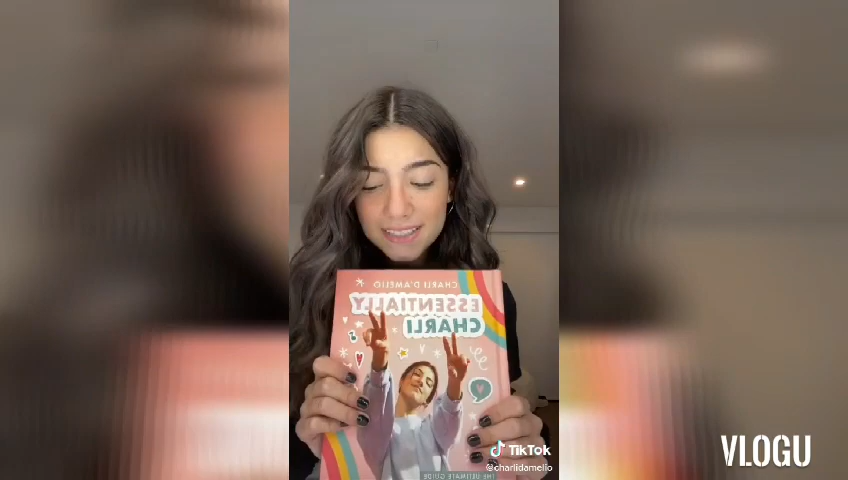 CHARLI D'AMELIO
ESSENTIALLY
CHARLI
THE ULTIMATE GUIDE
TikTok
@charlidamelio
VLOGU